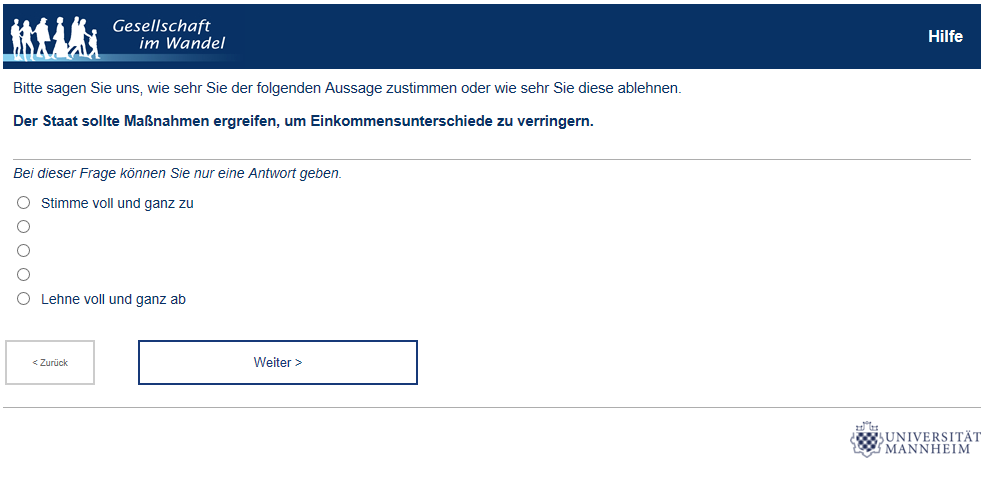 Gesellschaft
im Wandel
Hilfe
Bitte sagen Sie uns, wie sehr Sie der folgenden Aussage zustimmen oder wie sehr Sie diese ablehnen.
Der Staat sollte Maßnahmen ergreifen, um Einkommensunterschiede zu verringern.
Bei dieser Frage können Sie nur eine Antwort geben.
Stimme voll und ganz zu
Lehne voll und ganz ab
< Zurück
Weiter >
UNIVERSITÄT
MANNHEIM